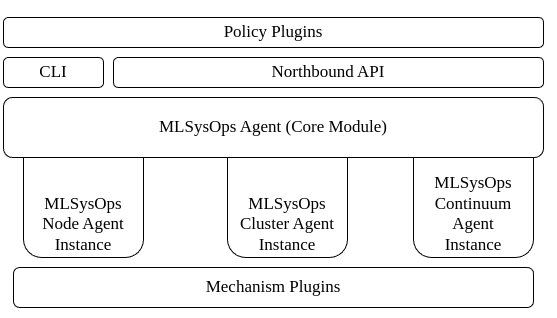 Policy Plugins
CLI
Northbound API
MLSysOps Agent (Core Module)
MLSysOps
Node Agent
Instance
MLSysOps
Cluster Agent
Instance
MLSysOps
Continuum
Agent
Instance
Mechanism Plugins